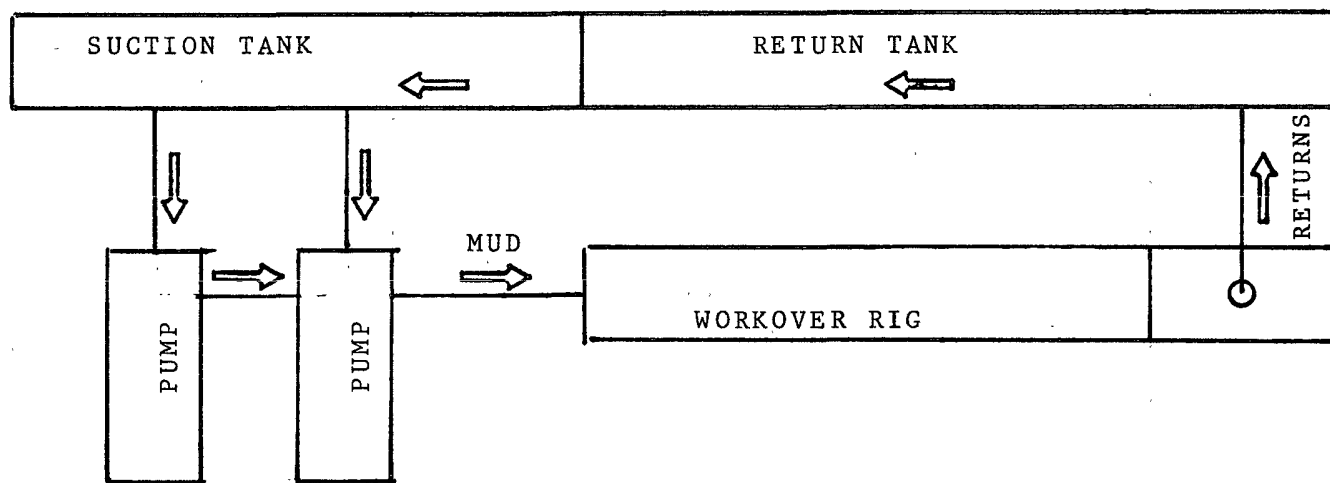 SUCTION TANK
RETURN TANK
RETURNS
MUD
PUMP
PUMP
WORKOVER RIG